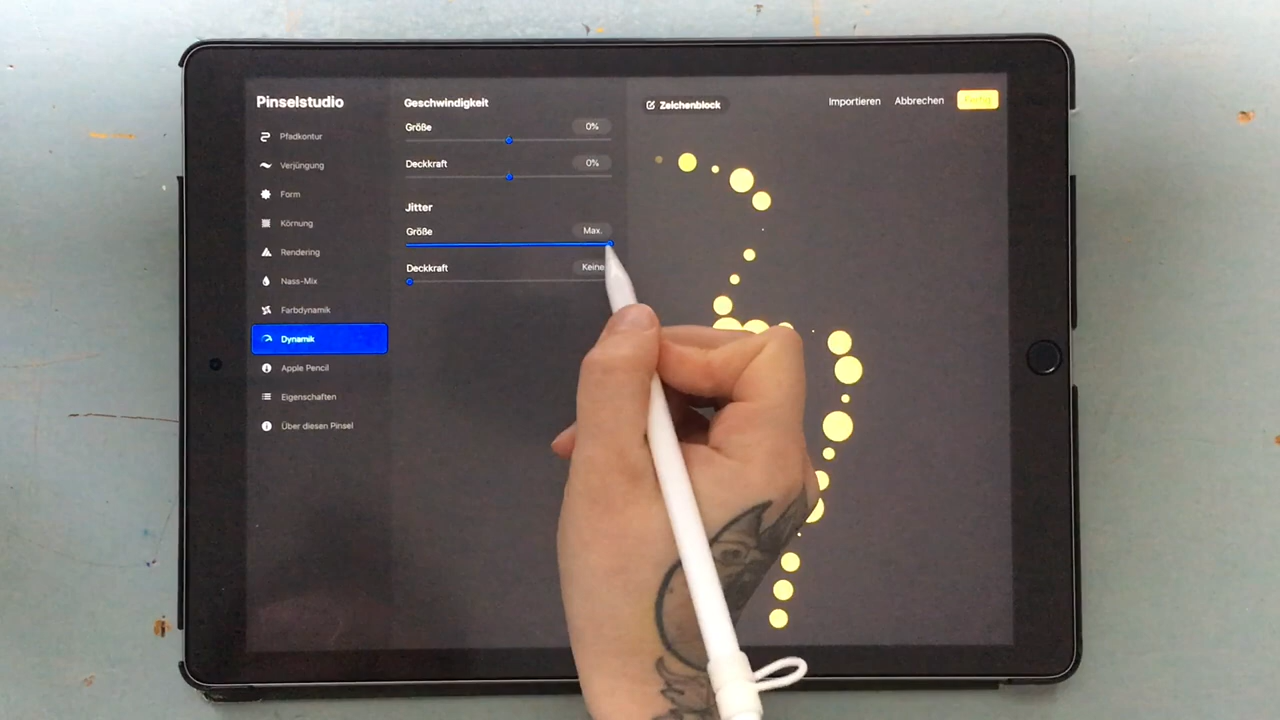 Pinselstudio
Pfadkontur
Verjüngung
Form
Körnung
Rendering
Nass-Mix
Farbdynamik
Dynamik
Apple Pencil
Eigenschaften
Über diesen Pinsel
Geschwindigkeit
Größe 0%
Deckkraft 0%
Jitter
Größe Max.
Deckkraft Keine
Zeichenblock
Importieren Abbrechen Fertig